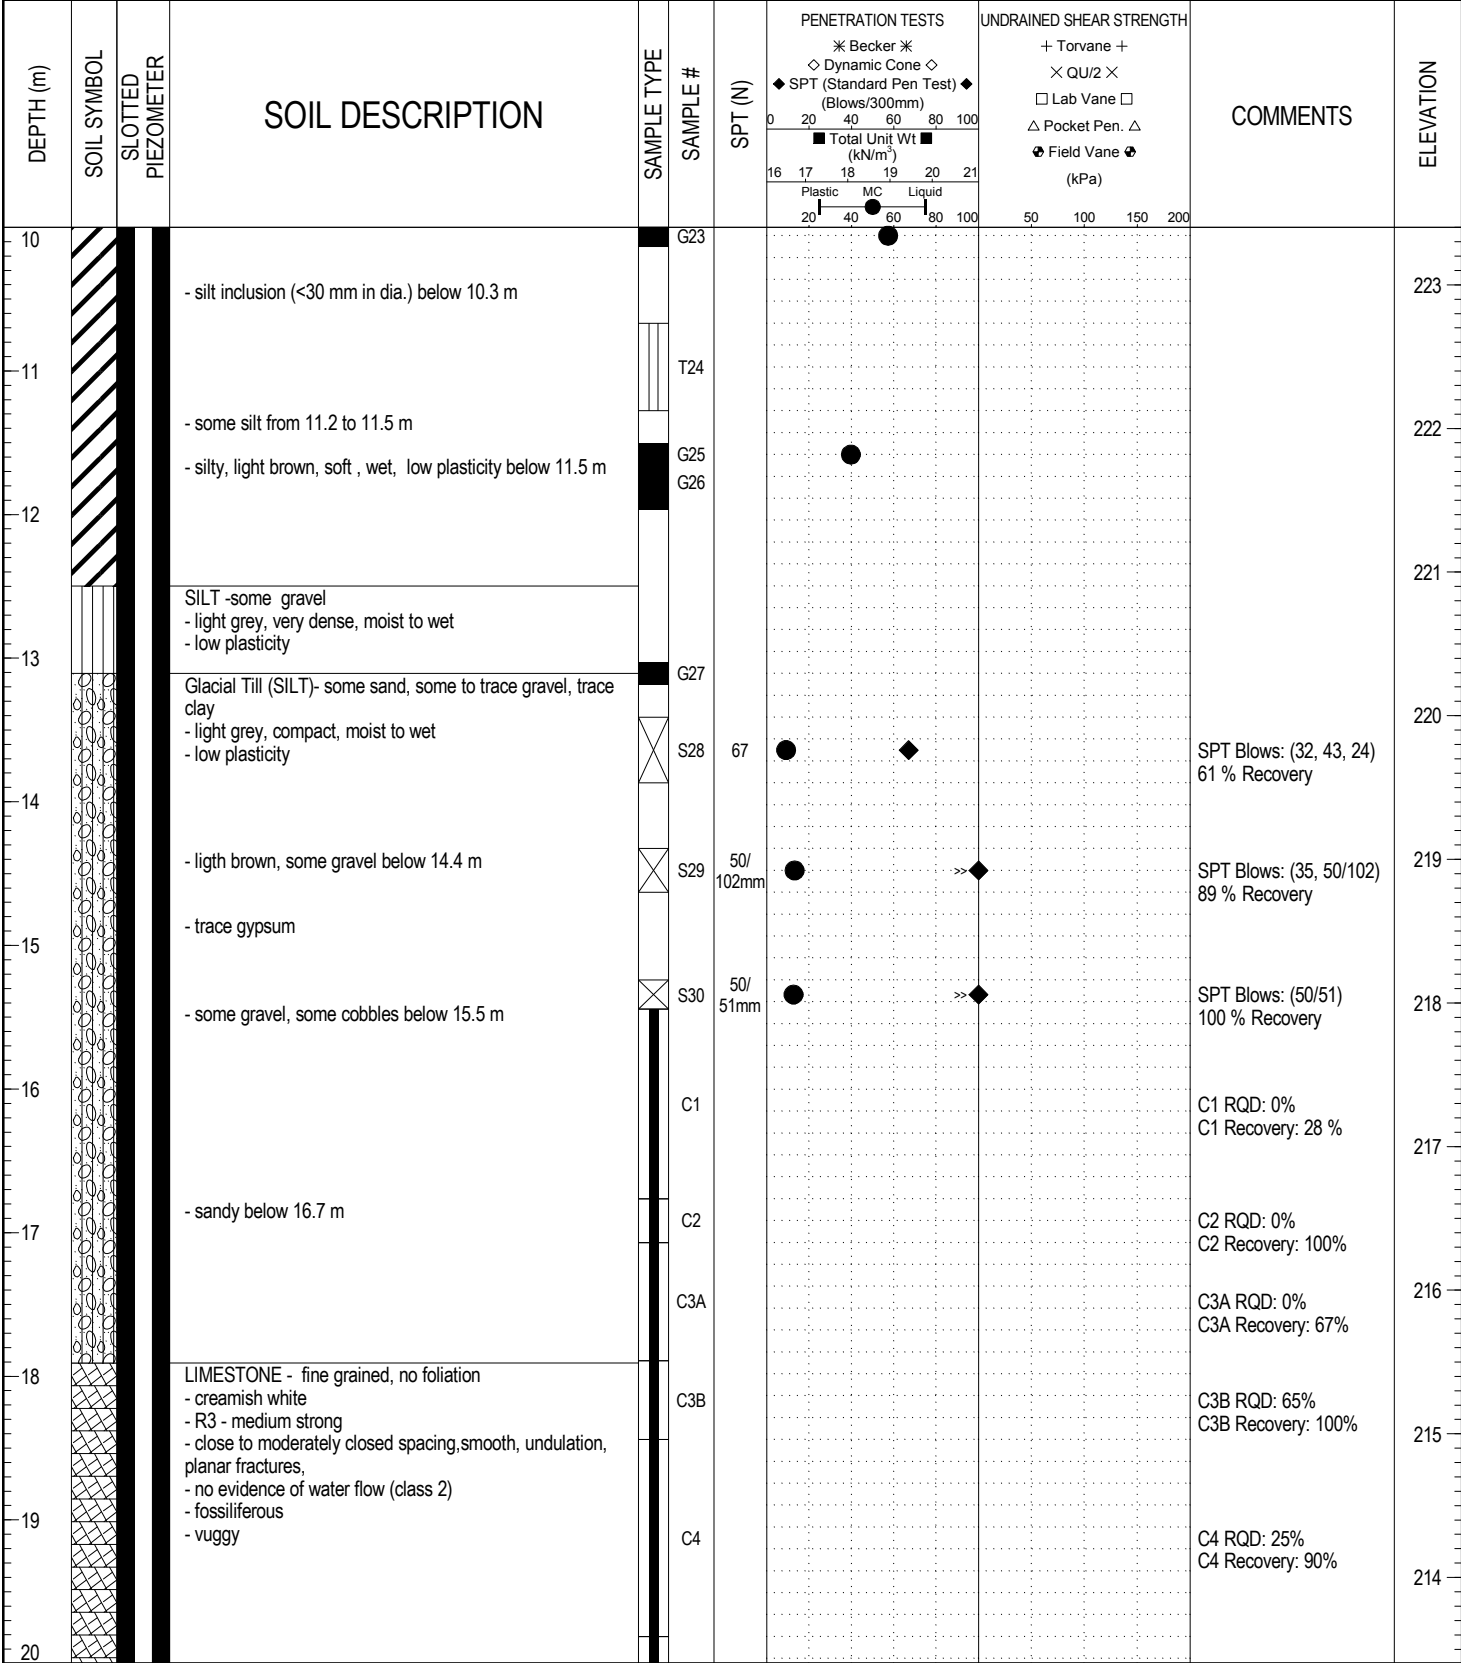 DEPTH (m)
SOIL SYMBOL
SLOTTED
PIEZOMETER
SOIL DESCRIPTION
SAMPLE TYPE
SAMPLE #
SPT (N)
PENETRATION TESTS
✳ Becker ✳
◇ Dynamic Cone ◇
◆ SPT (Standard Pen Test) ◆
(Blows/300mm)
0 20 40 60 80 100
■ Total Unit Wt ■
(kN/m³)
16 17 18 19 20 21
Plastic MC Liquid
20 40 60 80 100
UNDRAINED SHEAR STRENGTH
+ Torvane +
× QU/2 ×
□ Lab Vane □
△ Pocket Pen. △
Field Vane
(kPa)
50 100 150 200
COMMENTS
ELEVATION
10
G23
- silt inclusion (<30 mm in dia.) below 10.3 m
223
11
T24
- some silt from 11.2 to 11.5 m
222
G25
- silty, light brown, soft , wet, low plasticity below 11.5 m
G26
12
221
SILT -some gravel
- light grey, very dense, moist to wet
- low plasticity
13
G27
Glacial Till (SILT)- some sand, some to trace gravel, trace
clay
- light grey, compact, moist to wet
- low plasticity
220
S28
67
SPT Blows: (32, 43, 24)
61 % Recovery
14
- ligth brown, some gravel below 14.4 m
S29
50/
102mm
>>
SPT Blows: (35, 50/102)
89 % Recovery
219
- trace gypsum
15
S30
50/
51mm
>>
SPT Blows: (50/51)
100 % Recovery
218
- some gravel, some cobbles below 15.5 m
16
C1
C1 RQD: 0%
C1 Recovery: 28 %
217
- sandy below 16.7 m
17
C2
C2 RQD: 0%
C2 Recovery: 100%
216
C3A
C3A RQD: 0%
C3A Recovery: 67%
18
LIMESTONE - fine grained, no foliation
- creamish white
- R3 - medium strong
- close to moderately closed spacing,smooth, undulation,
planar fractures,
- no evidence of water flow (class 2)
- fossiliferous
- vuggy
C3B
C3B RQD: 65%
C3B Recovery: 100%
215
19
C4
C4 RQD: 25%
C4 Recovery: 90%
214
20